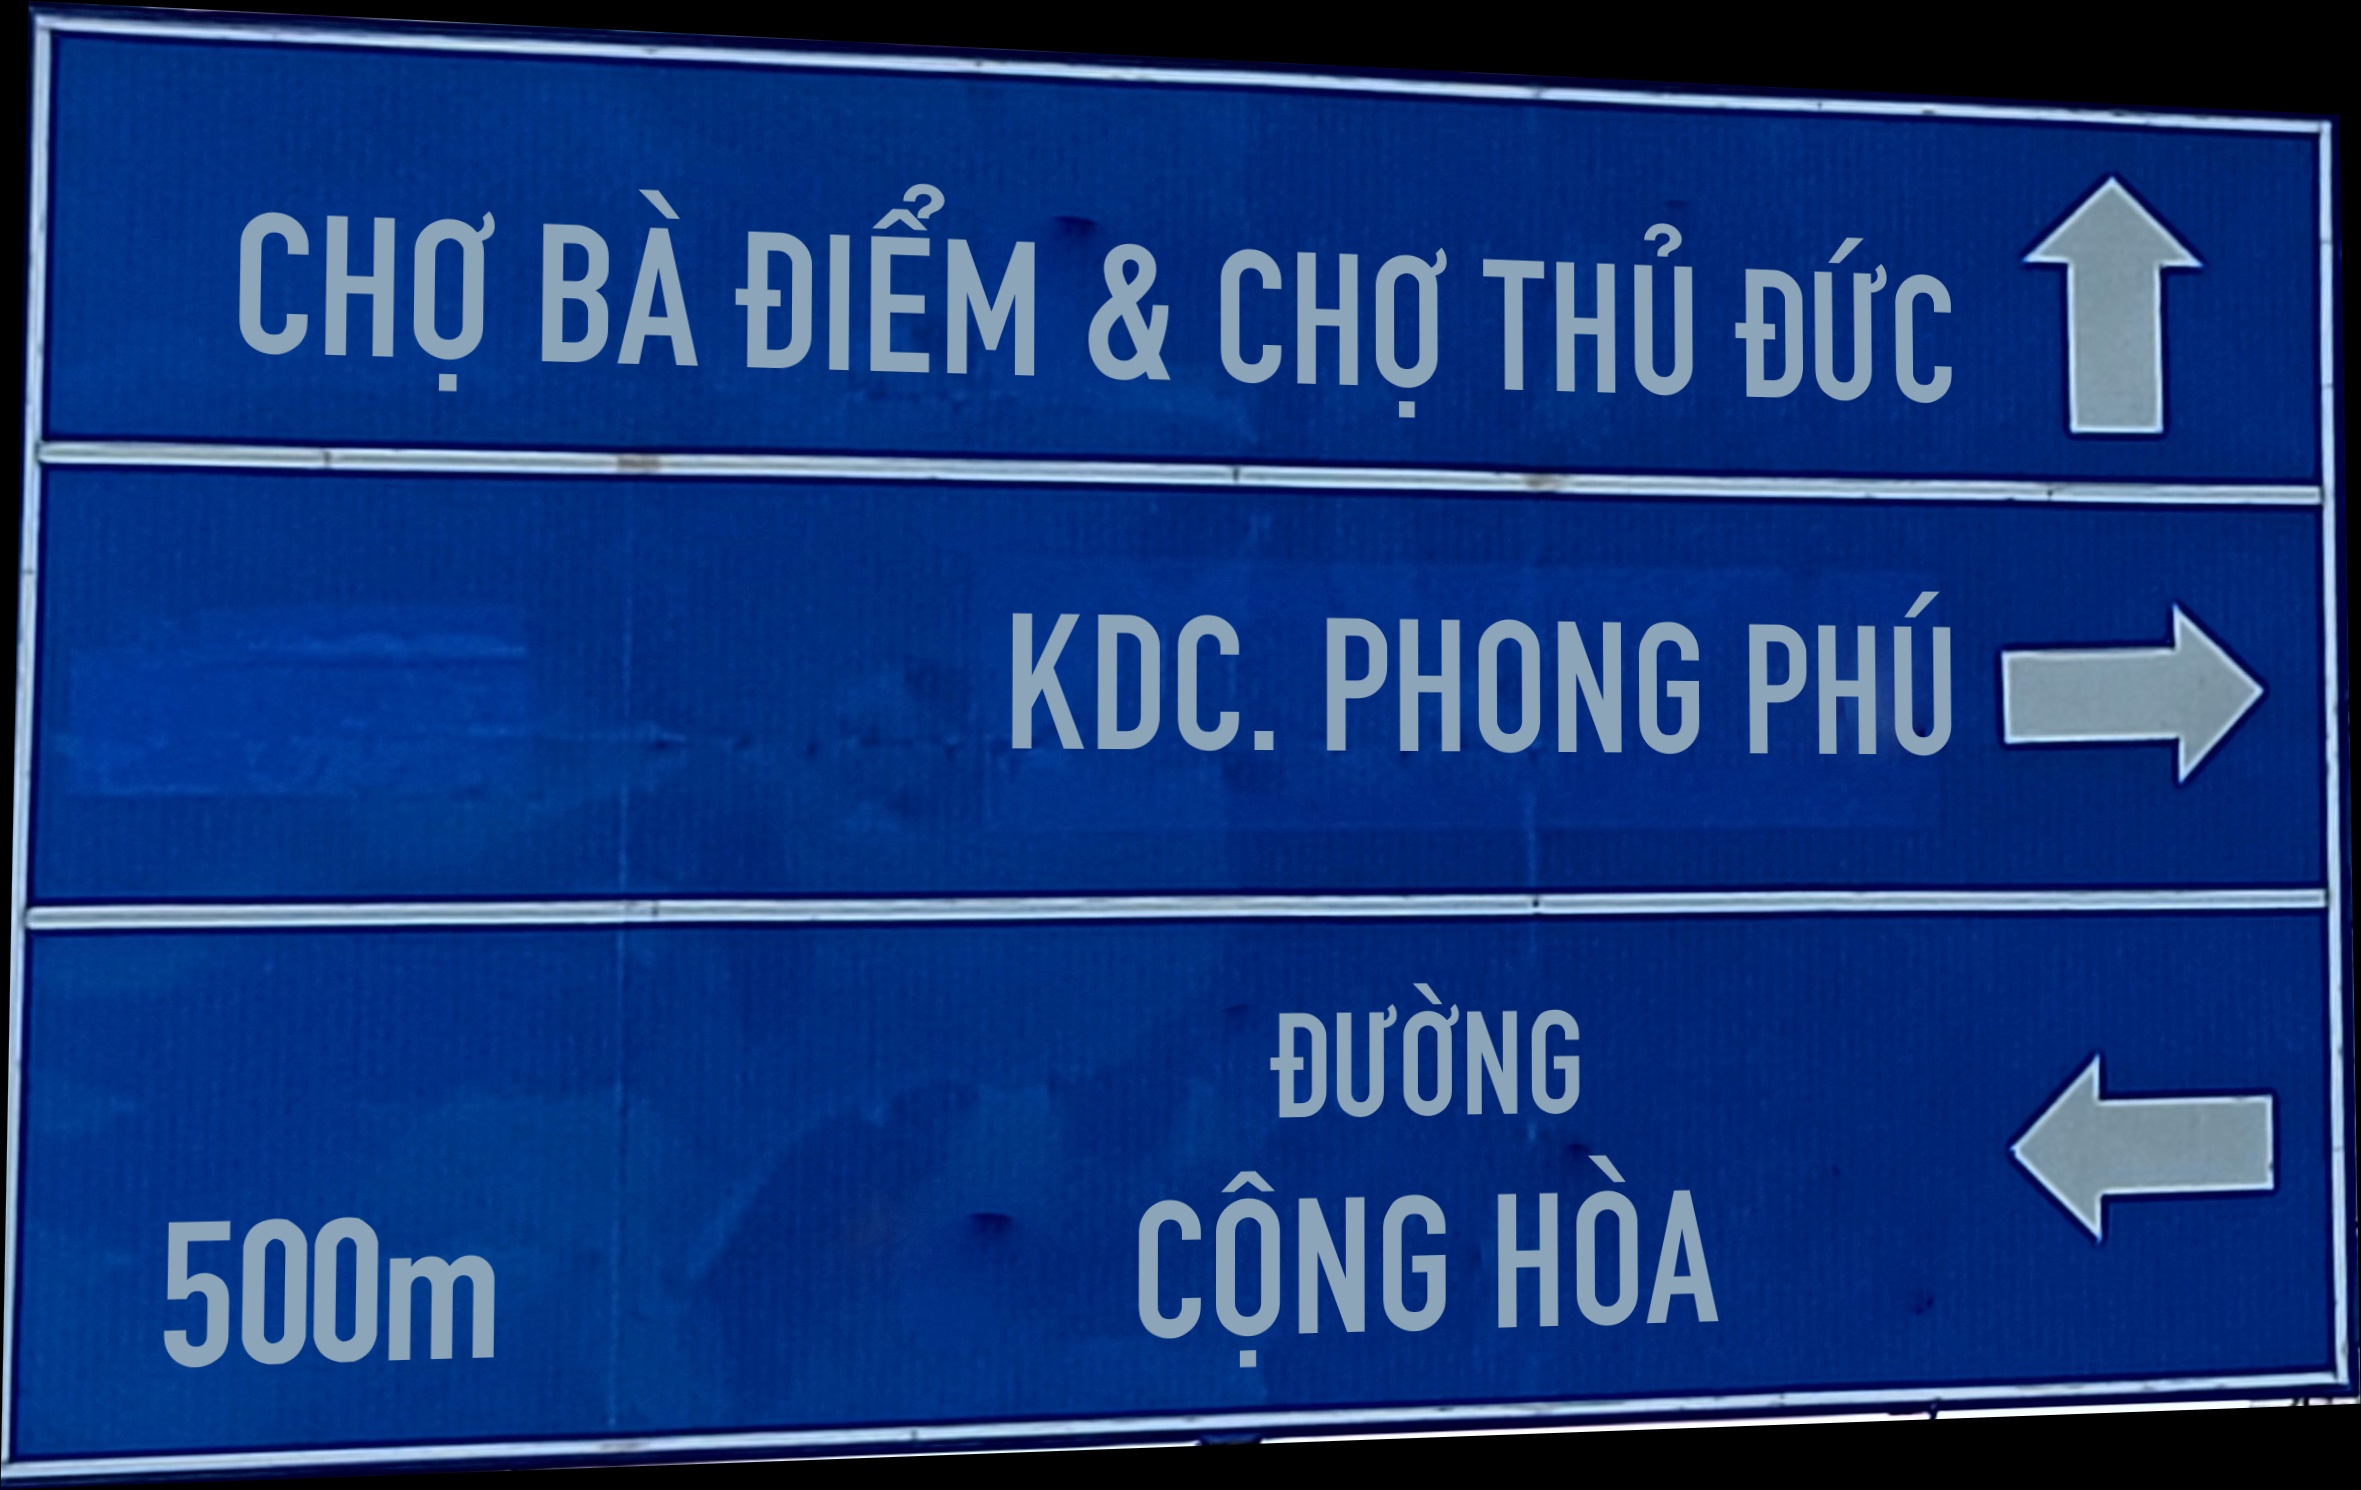 CHỢ BÀ ĐIỂM & CHỢ THỦ ĐỨC
KDC. PHONG PHÚ
ĐƯỜNG
CỘNG HÒA
500m